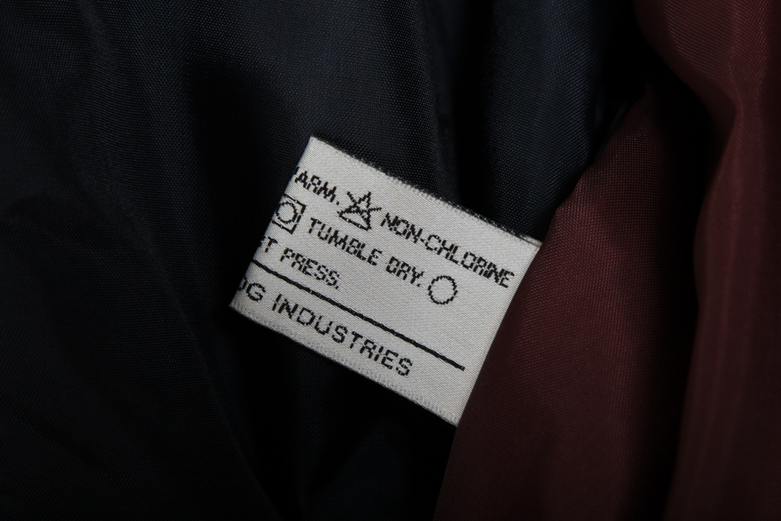 ARM. NON-CHLORINE
TUMBLE DRY.
PRESS.
INDUSTRIES